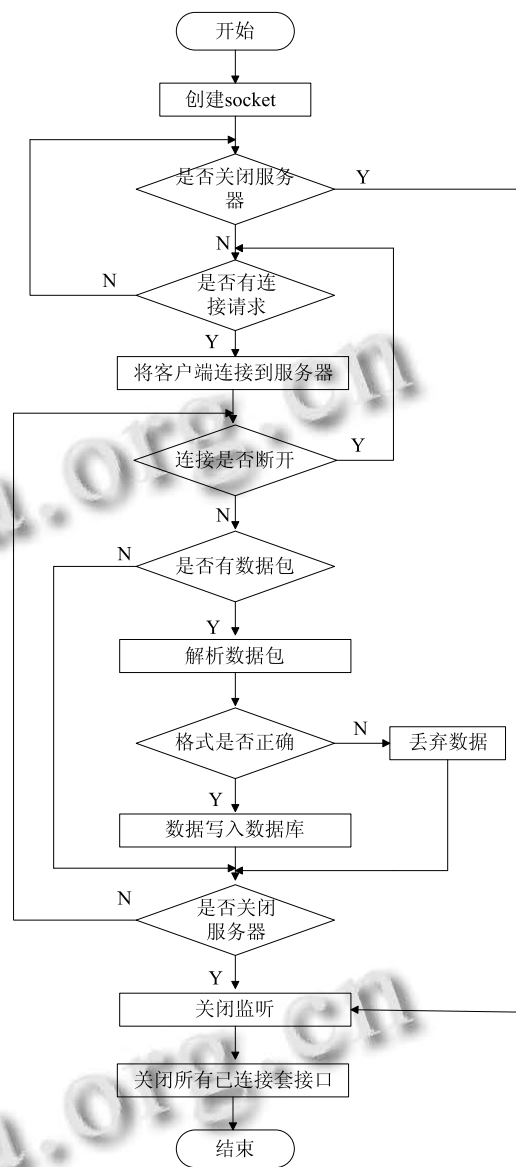 开始
创建socket
是否关闭服务
器
Y
N
是否有连
接请求
N
Y
将客户端连接到服务器
连接是否断开
Y
N
是否有数据包
N
Y
解析数据包
格式是否正确
N
丢弃数据
Y
数据写入数据库
是否关闭
服务器
N
Y
关闭监听
关闭所有已连接套接口
结束
a.org.cn
a.org.cn